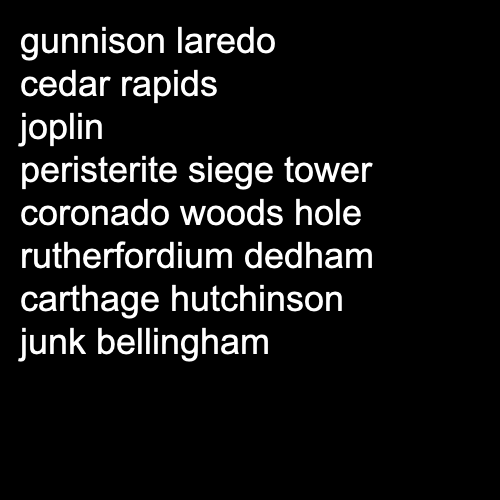 gunnison laredo
cedar rapids
joplin
peristerite siege tower
coronado woods hole
rutherfordium dedham
carthage hutchinson
junk bellingham